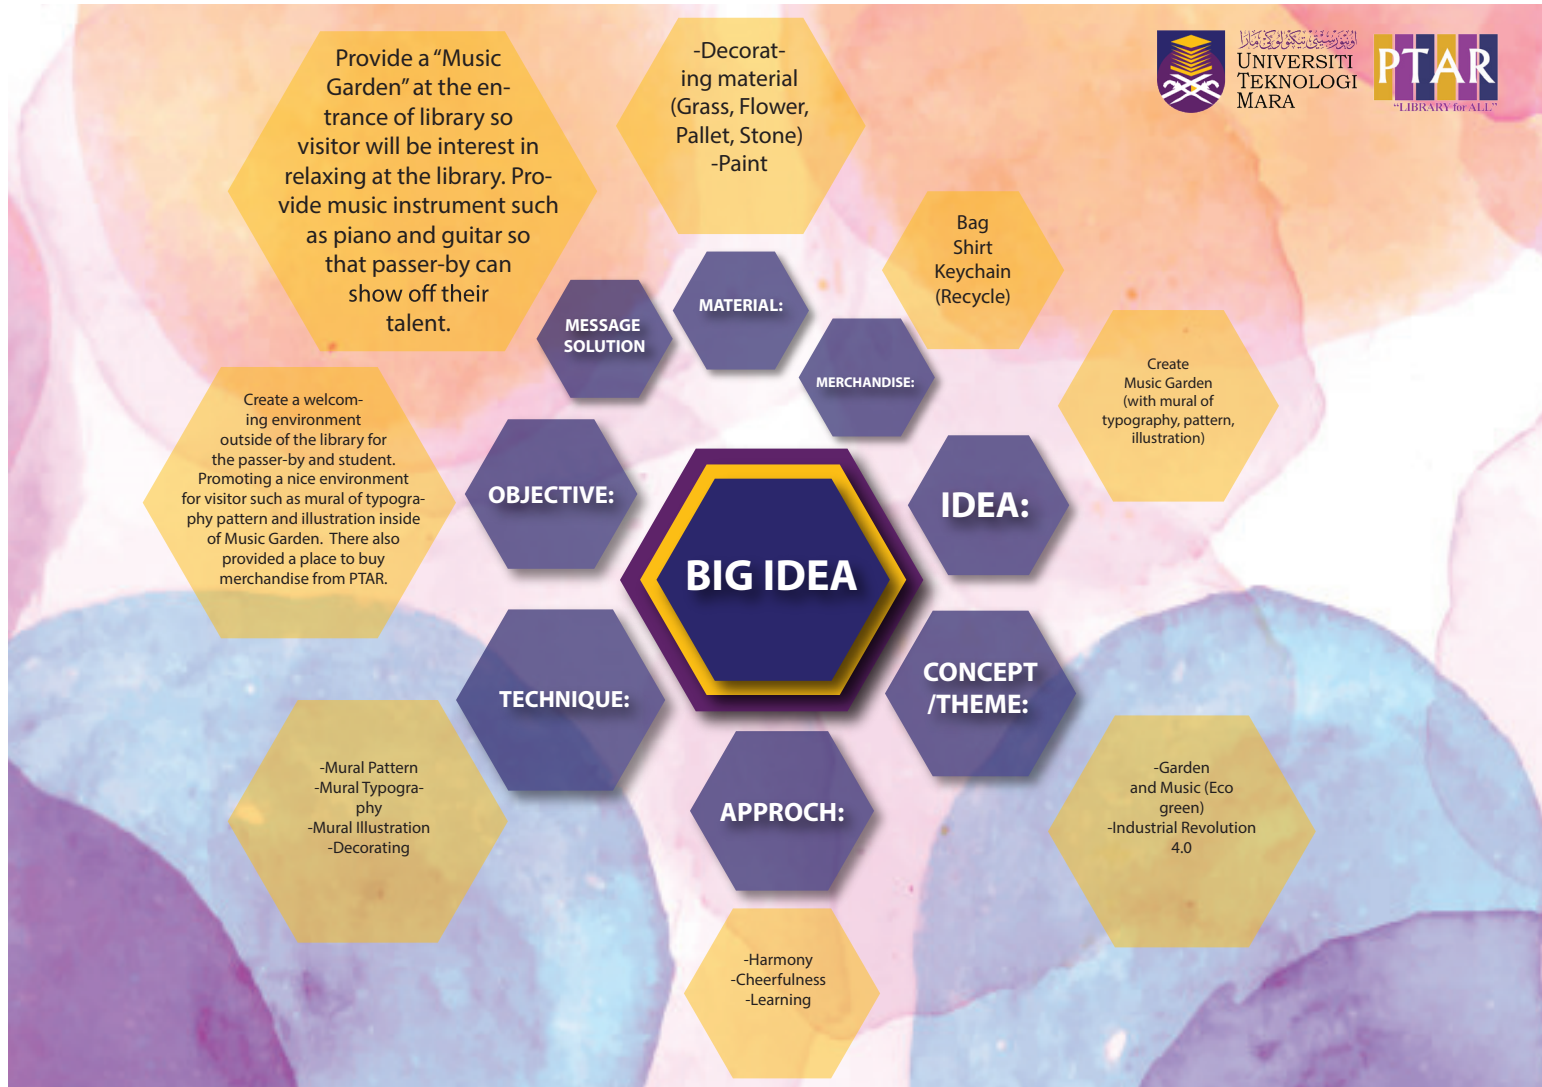 Provide a “Music
Garden” at the en-
trance of library so
visitor will be interest in
relaxing at the library. Pro-
vide music instrument such
as piano and guitar so
that passer-by can
show off their
talent.
-Decorat-
ing material
(Grass, Flower,
Pallet, Stone)
-Paint
اونيۏرسيتي تيكنولوݢي مارا
UNIVERSITI
TEKNOLOGI
MARA
PTAR
“LIBRARY for ALL”
Bag
Shirt
Keychain
(Recycle)
MESSAGE
SOLUTION
MATERIAL:
MERCHANDISE:
Create
Music Garden
(with mural of
typography, pattern,
illustration)
Create a welcom-
ing environment
outside of the library for
the passer-by and student.
Promoting a nice environment
for visitor such as mural of typogra-
phy pattern and illustration inside
of Music Garden.  There also
provided a place to buy
merchandise from PTAR.
OBJECTIVE:
IDEA:
BIG IDEA
TECHNIQUE:
CONCEPT
/THEME:
-Mural Pattern
-Mural Typogra-
phy
-Mural Illustration
-Decorating
APPROCH:
-Garden
and Music (Eco
green)
-Industrial Revolution
4.0
-Harmony
-Cheerfulness
-Learning